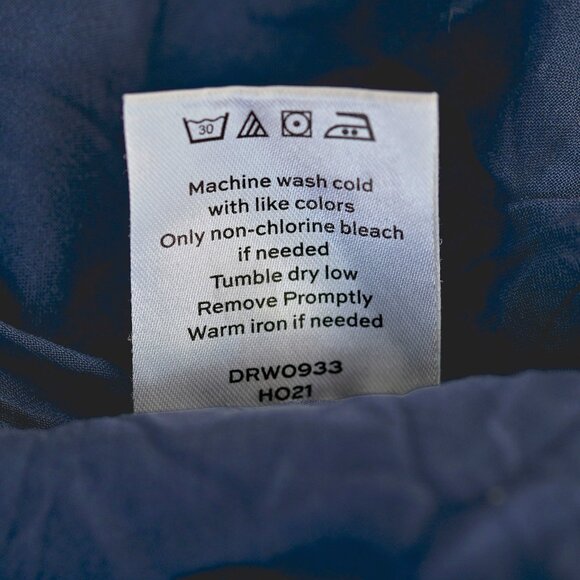 30
Machine wash cold
with like colors
Only non-chlorine bleach
if needed
Tumble dry low
Remove Promptly
Warm iron if needed
DRW0933
HO21